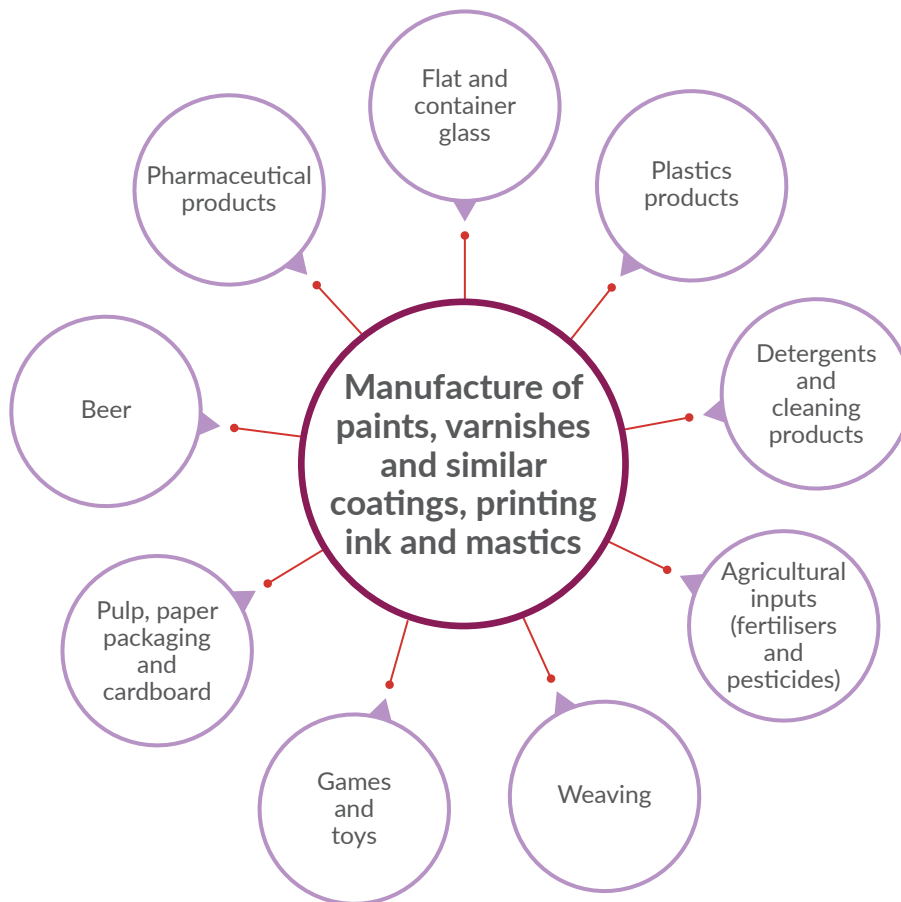 Flat and
container
glass
Plastics
products
Detergents
and
cleaning
products
Agricultural
inputs
(fertilisers
and
pesticides)
Weaving
Games
and
toys
Pulp, paper
packaging
and
cardboard
Beer
Pharmaceutical
products
Manufacture of
paints, varnishes
and similar
coatings, printing
ink and mastics